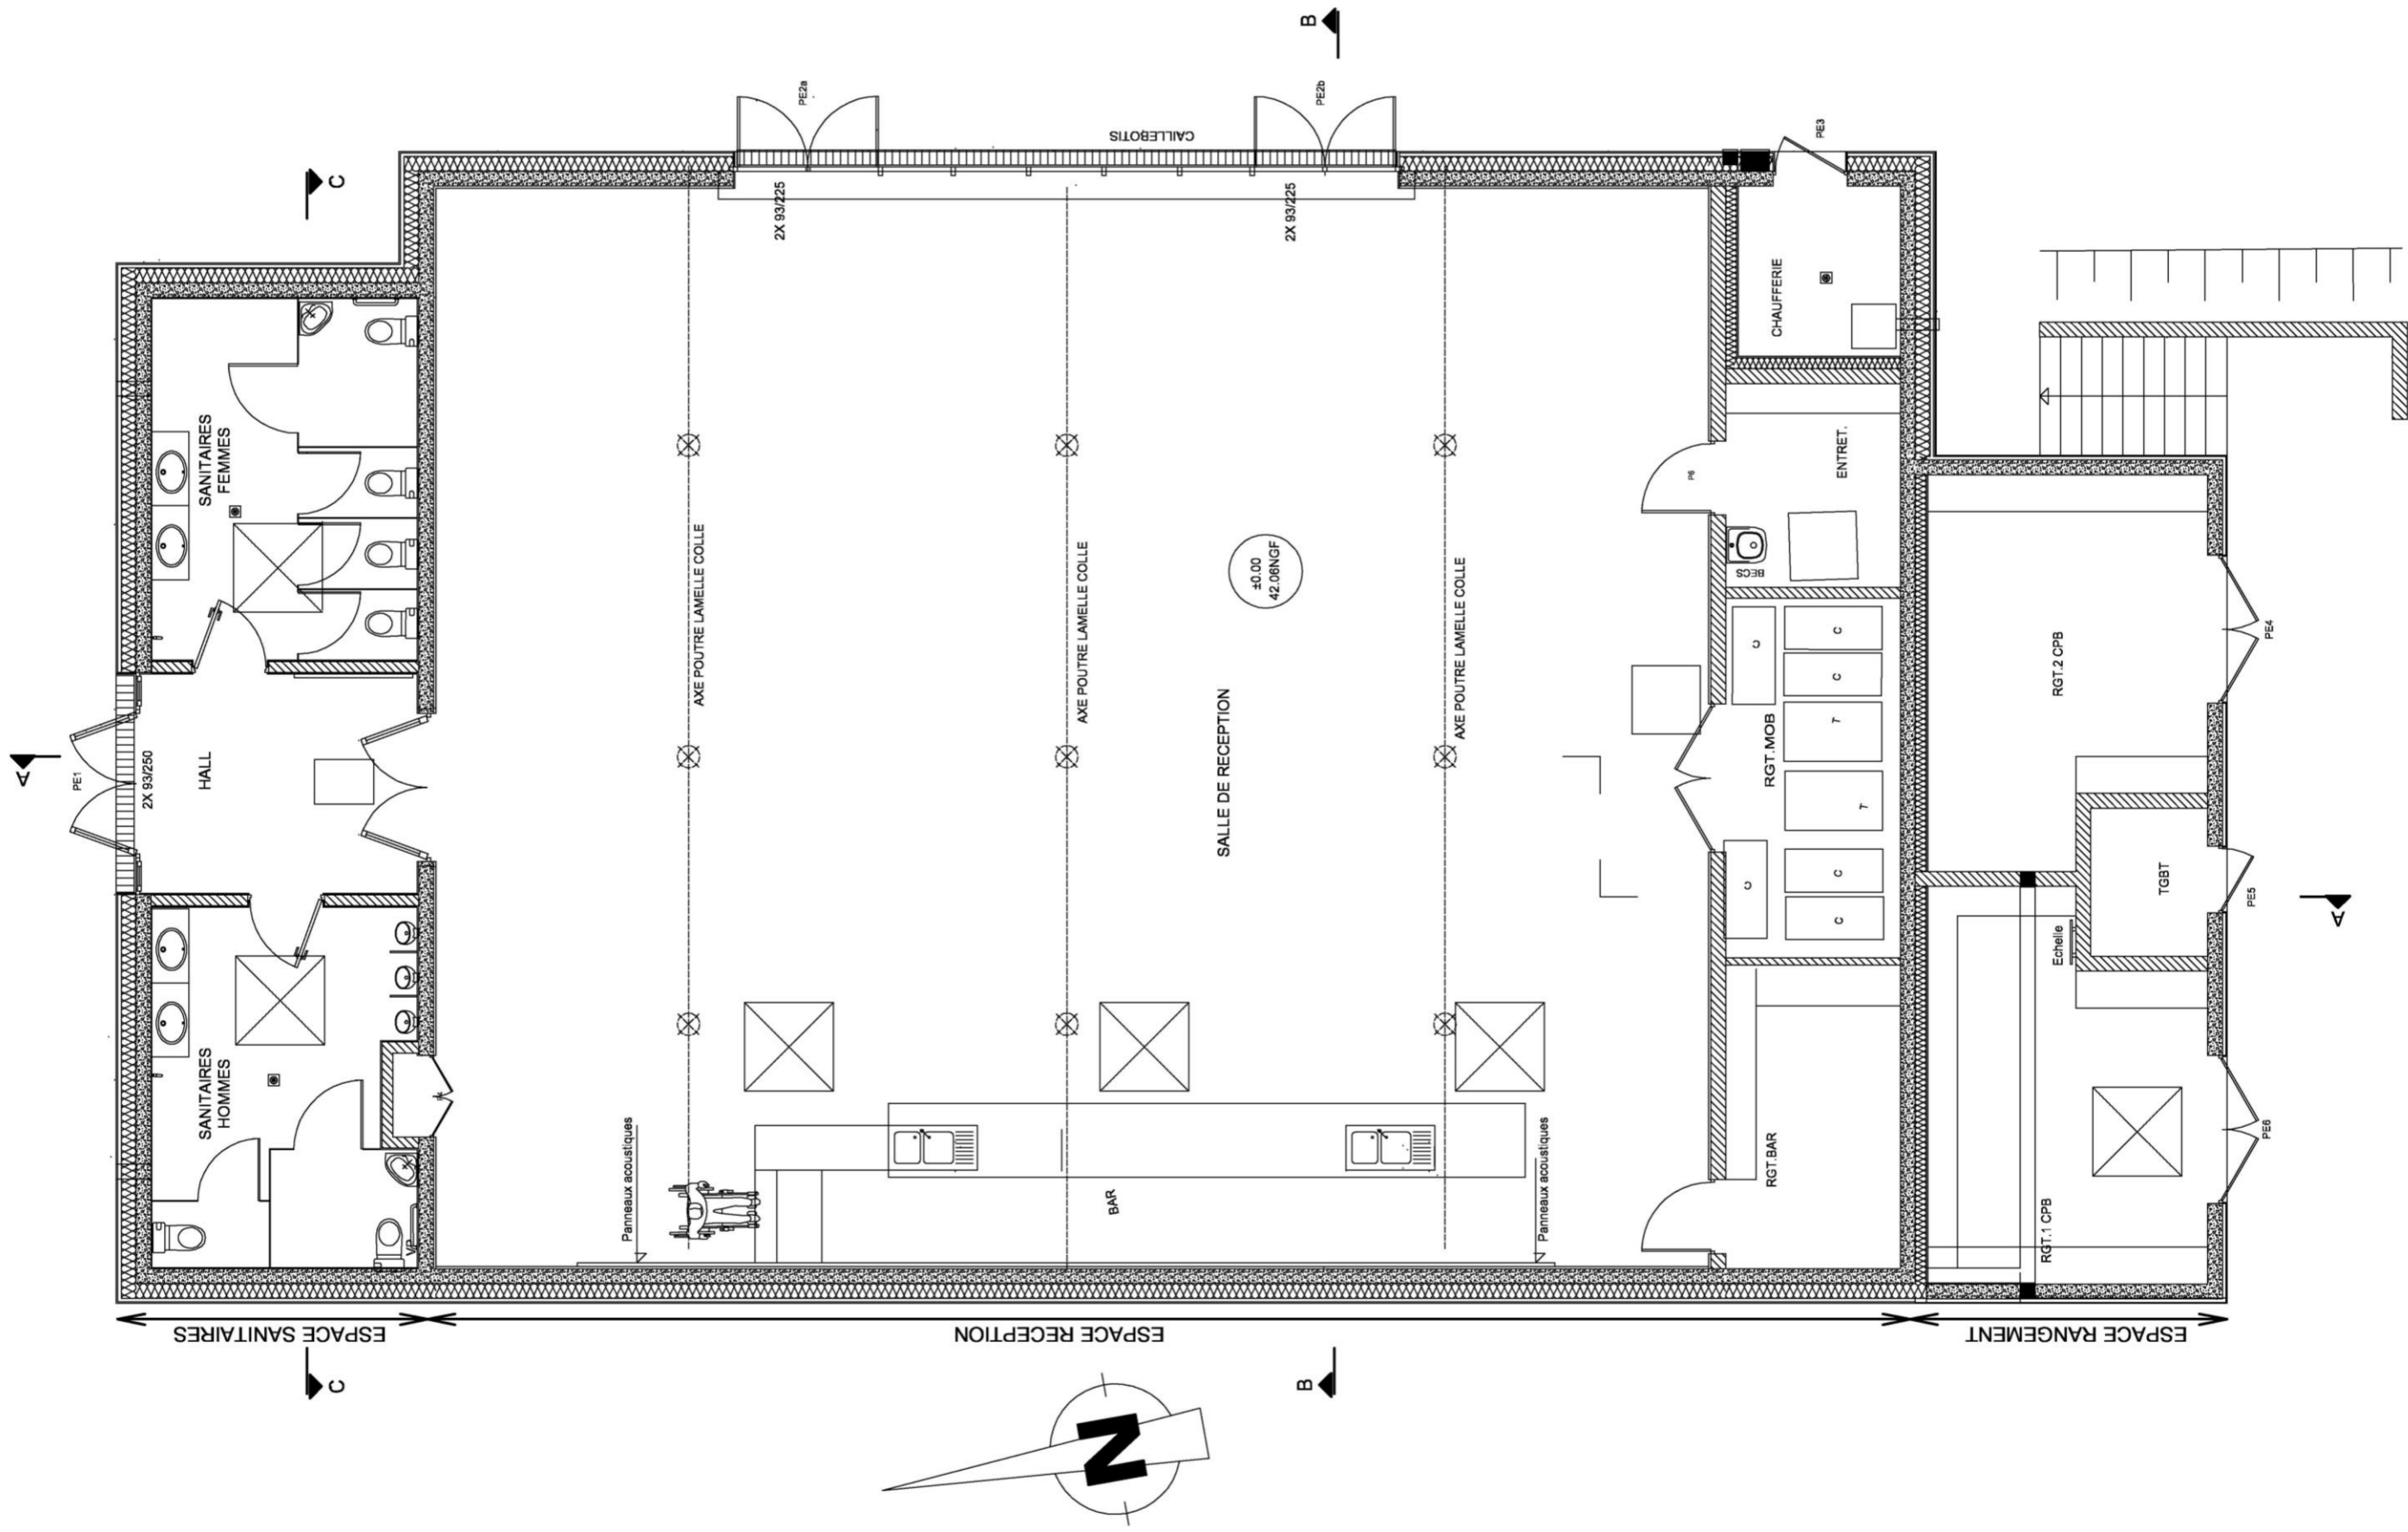 B
PE2a
PE2b
CAILLEBOTIS
PE3
C
2X 93/225
2X 93/225
CHAUFFERIE
SANITAIRES
FEMMES
ENTRET.
P6
BECS
AXE POUTRE LAMELLE COLLE
AXE POUTRE LAMELLE COLLE
AXE POUTRE LAMELLE COLLE
±0.00
42.06NGF
C
C
C
T
T
C
C
C
RGT.MOB
RGT.2 CPB
PE4
A
PE1
2X 93/250
HALL
SALLE DE RECEPTION
TGBT
PE5
A
Echelle
SANITAIRES
HOMMES
Panneaux acoustiques
Panneaux acoustiques
BAR
RGT.BAR
RGT.1 CPB
PE6
ESPACE SANITAIRES
ESPACE RECEPTION
ESPACE RANGEMENT
C
B
N